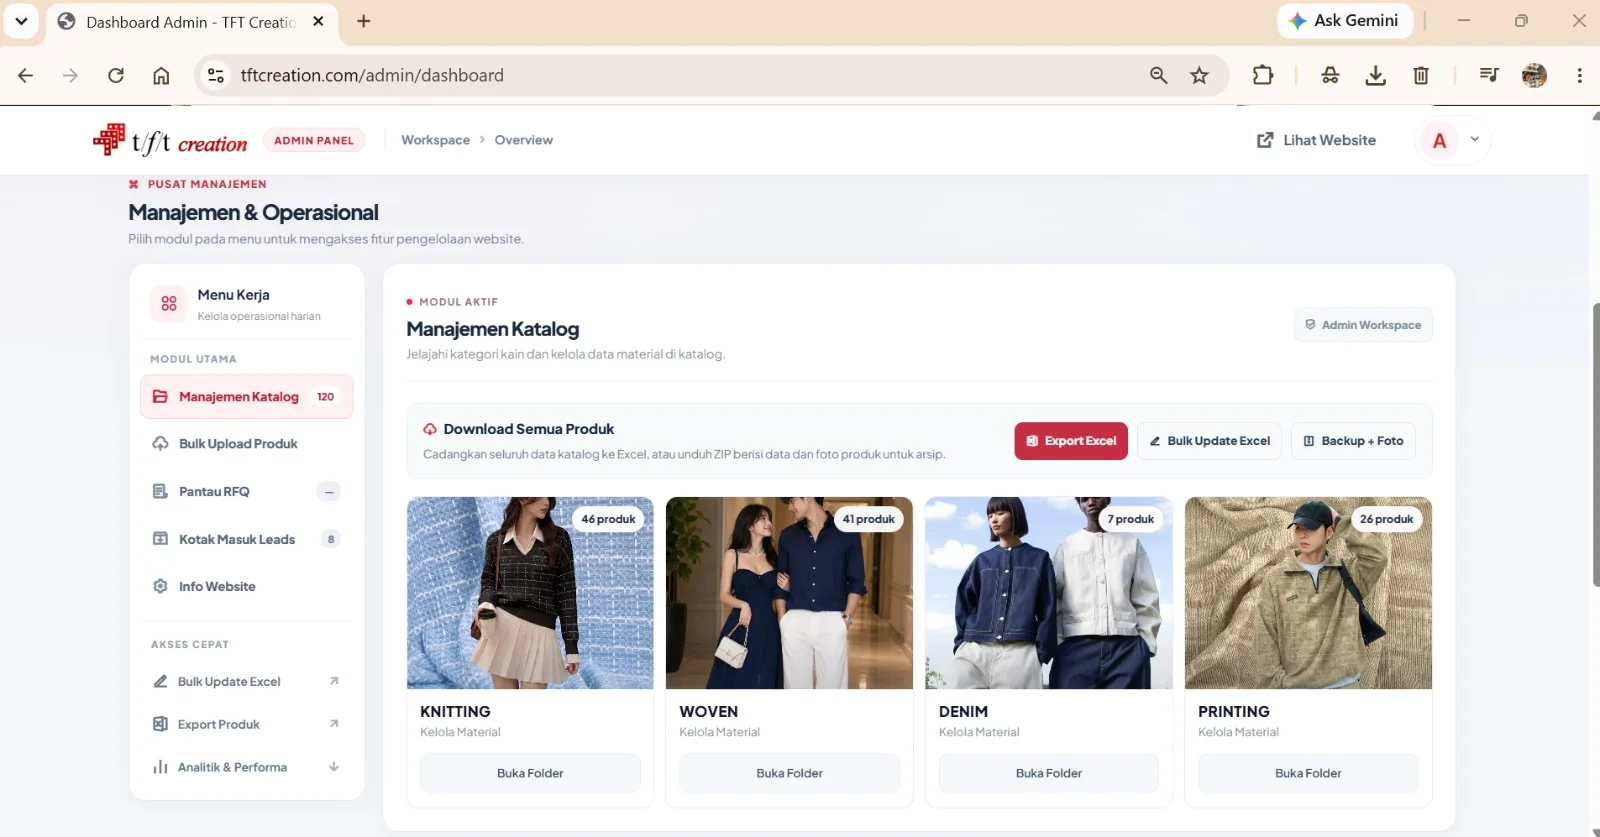 Dashboard Admin - TFT Creatio
Ask Gemini
tftcreation.com/admin/dashboard
t/f/t creation
ADMIN PANEL
Workspace > Overview
Lihat Website
A
PUSAT MANAJEMEN
Manajemen & Operasional
Pilih modul pada menu untuk mengakses fitur pengelolaan website.
Menu Kerja
Kelola operasional harian
MODUL UTAMA
Manajemen Katalog 120
Bulk Upload Produk
Pantau RFQ —
Kotak Masuk Leads 8
Info Website
AKSES CEPAT
Bulk Update Excel
Export Produk
Analitik & Performa
MODUL AKTIF
Manajemen Katalog
Jelajahi kategori kain dan kelola data material di katalog.
Admin Workspace
Download Semua Produk
Cadangkan seluruh data katalog ke Excel, atau unduh ZIP berisi data dan foto produk untuk arsip.
Export Excel
Bulk Update Excel
Backup + Foto
46 produk
KNITTING
Kelola Material
Buka Folder
41 produk
WOVEN
Kelola Material
Buka Folder
7 produk
DENIM
Kelola Material
Buka Folder
26 produk
PRINTING
Kelola Material
Buka Folder